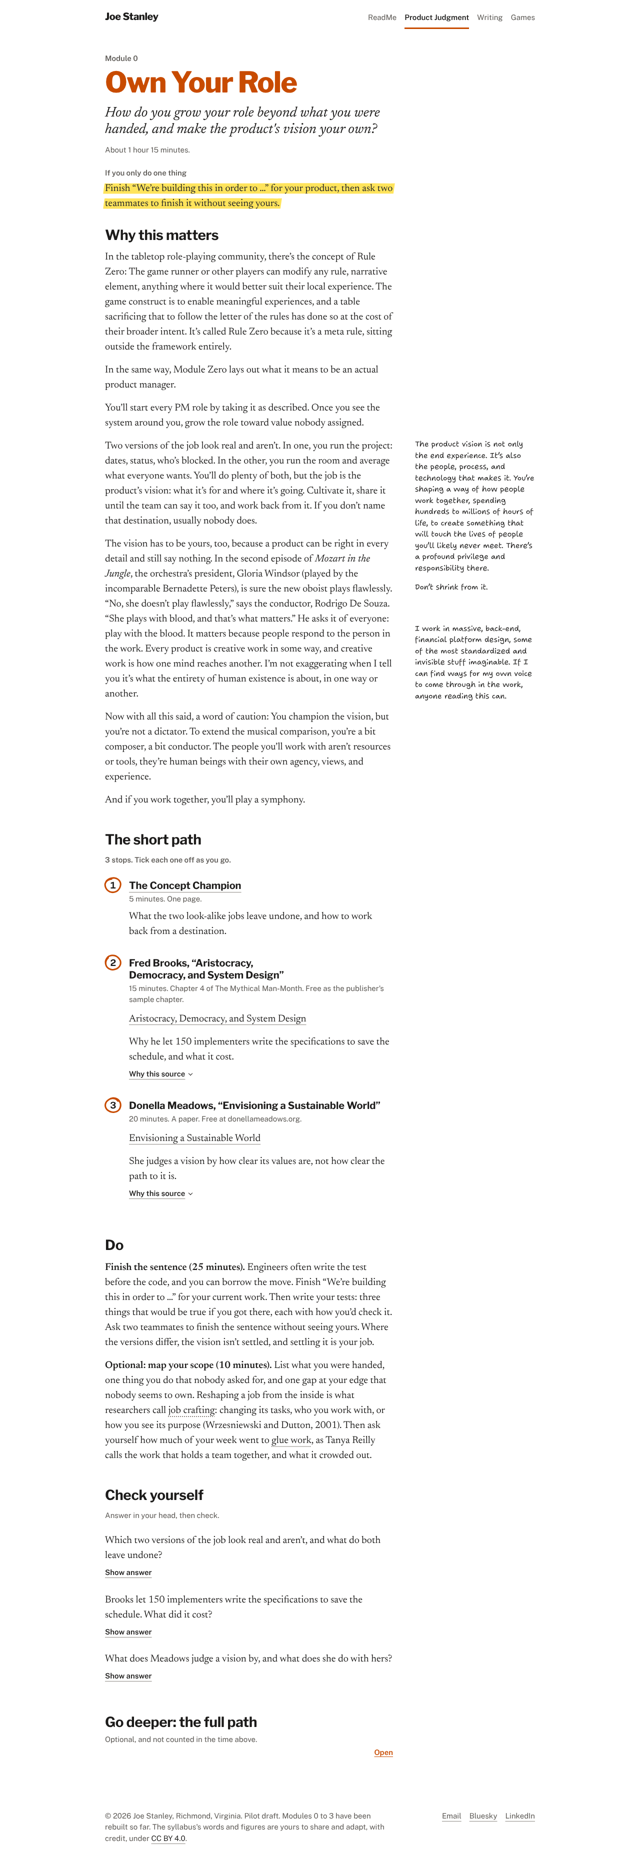 Joe Stanley
ReadMe Product Judgment Writing Games
Module 0
Own Your Role
How do you grow your role beyond what you were
handed, and make the product's vision your own?
About 1 hour 15 minutes.
If you only do one thing
Finish “We’re building this in order to …” for your product, then ask two
teammates to finish it without seeing yours.
Why this matters
In the tabletop role-playing community, there’s the concept of Rule
Zero: The game runner or other players can modify any rule, narrative
element, anything where it would better suit their local experience. The
game construct is to enable meaningful experiences, and a table
sacrificing that to follow the letter of the rules has done so at the cost of
their broader intent. It’s called Rule Zero because it’s a meta rule, sitting
outside the framework entirely.
In the same way, Module Zero lays out what it means to be an actual
product manager.
You’ll start every PM role by taking it as described. Once you see the
system around you, grow the role toward value nobody assigned.
Two versions of the job look real and aren’t. In one, you run the project:
dates, status, who’s blocked. In the other, you run the room and average
what everyone wants. You’ll do plenty of both, but the job is the
product’s vision: what it’s for and where it’s going. Cultivate it, share it
until the team can say it too, and work back from it. If you don’t name
that destination, usually nobody does.
The product vision is not only
the end experience. It’s also
the people, process, and
technology that makes it. You’re
shaping a way of how people
work together, spending
hundreds to millions of hours of
life, to create something that
will touch the lives of people
you’ll likely never meet. There’s
a profound privilege and
responsibility there.
Don’t shrink from it.
The vision has to be yours, too, because a product can be right in every
detail and still say nothing. In the second episode of Mozart in the
Jungle, the orchestra’s president, Gloria Windsor (played by the
incomparable Bernadette Peters), is sure the new oboist plays flawlessly.
“No, she doesn’t play flawlessly,” says the conductor, Rodrigo De Souza.
“She plays with blood, and that’s what matters.” He asks it of everyone:
play with the blood. It matters because people respond to the person in
the work. Every product is creative work in some way, and creative
work is how one mind reaches another. I’m not exaggerating when I tell
you it’s what the entirety of human existence is about, in one way or
another.
I work in massive, back-end,
financial platform design, some
of the most standardized and
invisible stuff imaginable. If I
can find ways for my own voice
to come through in the work,
anyone reading this can.
Now with all this said, a word of caution: You champion the vision, but
you’re not a dictator. To extend the musical comparison, you’re a bit
composer, a bit conductor. The people you’ll work with aren’t resources
or tools, they’re human beings with their own agency, views, and
experience.
And if you work together, you’ll play a symphony.
The short path
3 stops. Tick each one off as you go.
1 The Concept Champion
5 minutes. One page.
What the two look-alike jobs leave undone, and how to work
back from a destination.
2 Fred Brooks, “Aristocracy,
Democracy, and System Design”
15 minutes. Chapter 4 of The Mythical Man-Month. Free as the publisher’s
sample chapter.
Aristocracy, Democracy, and System Design
Why he let 150 implementers write the specifications to save the
schedule, and what it cost.
Why this source
3 Donella Meadows, “Envisioning a Sustainable World”
20 minutes. A paper. Free at donellameadows.org.
Envisioning a Sustainable World
She judges a vision by how clear its values are, not how clear the
path to it is.
Why this source
Do
Finish the sentence (25 minutes). Engineers often write the test
before the code, and you can borrow the move. Finish “We’re building
this in order to …” for your current work. Then write your tests: three
things that would be true if you got there, each with how you’d check it.
Ask two teammates to finish the sentence without seeing yours. Where
the versions differ, the vision isn’t settled, and settling it is your job.
Optional: map your scope (10 minutes). List what you were handed,
one thing you do that nobody asked for, and one gap at your edge that
nobody seems to own. Reshaping a job from the inside is what
researchers call job crafting: changing its tasks, who you work with, or
how you see its purpose (Wrzesniewski and Dutton, 2001). Then ask
yourself how much of your week went to glue work, as Tanya Reilly
calls the work that holds a team together, and what it crowded out.
Check yourself
Answer in your head, then check.
Which two versions of the job look real and aren’t, and what do both
leave undone?
Show answer
Brooks let 150 implementers write the specifications to save the
schedule. What did it cost?
Show answer
What does Meadows judge a vision by, and what does she do with hers?
Show answer
Go deeper: the full path
Optional, and not counted in the time above.
Open
© 2026 Joe Stanley, Richmond, Virginia. Pilot draft. Modules 0 to 3 have been
rebuilt so far. The syllabus’s words and figures are yours to share and adapt, with
credit, under CC BY 4.0.
Email Bluesky LinkedIn